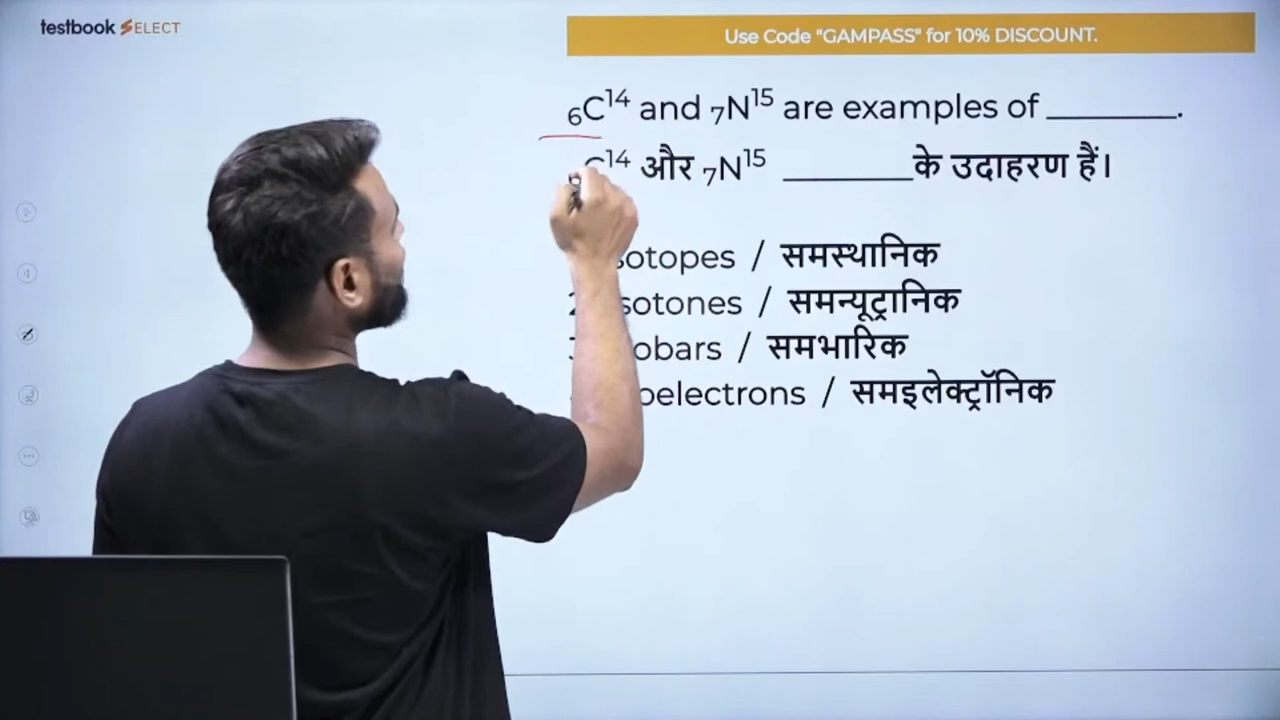 testbook SELECT
Use Code "GAMPASS" for 10% DISCOUNT.
₆C¹⁴ and ₇N¹⁵ are examples of ________.
C¹⁴ और ₇N¹⁵ ________के उदाहरण हैं।
sotopes / समस्थानिक
sotones / समन्यूट्रानिक
obars / समभारिक
oelectrons / समइलेक्ट्रॉनिक